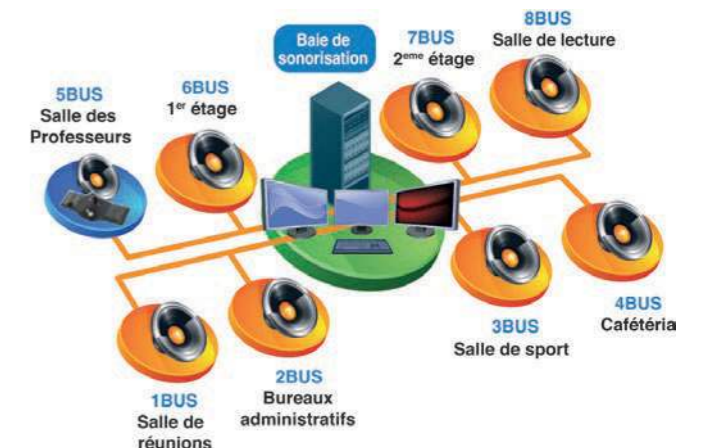 8BUS
Salle de lecture
7BUS
2eme étage
Baie de
sonorisation
6BUS
1er étage
5BUS
Salle des
Professeurs
4BUS
Cafétéria
3BUS
Salle de sport
2BUS
Bureaux
administratifs
1BUS
Salle de
réunions